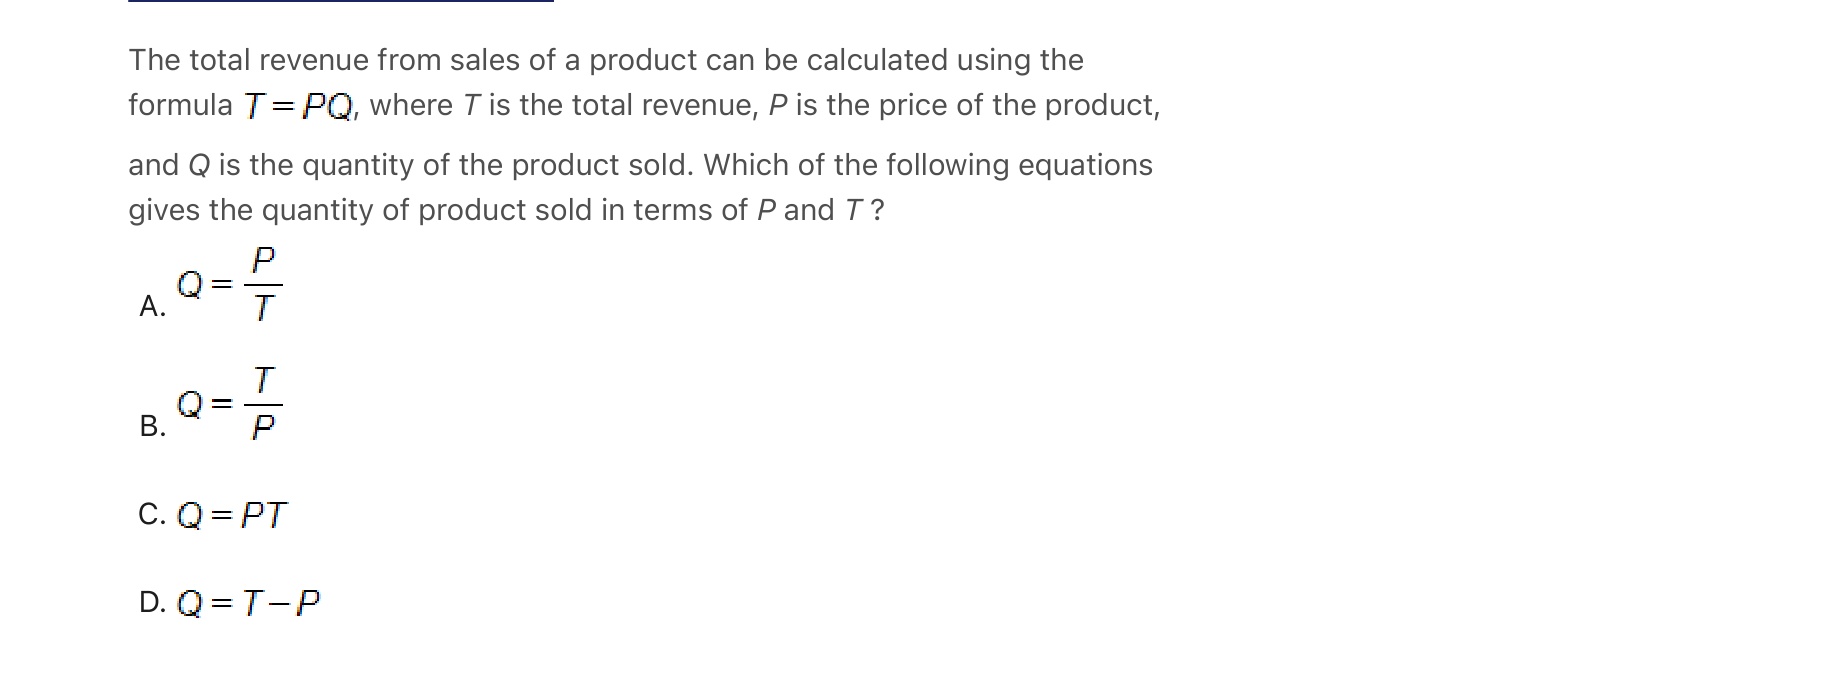 The total revenue from sales of a product can be calculated using the
formula T = PQ, where T is the total revenue, P is the price of the product,
and Q is the quantity of the product sold. Which of the following equations
gives the quantity of product sold in terms of P and T ?
A. Q = P/T
B. Q = T/P
C. Q = PT
D. Q = T − P